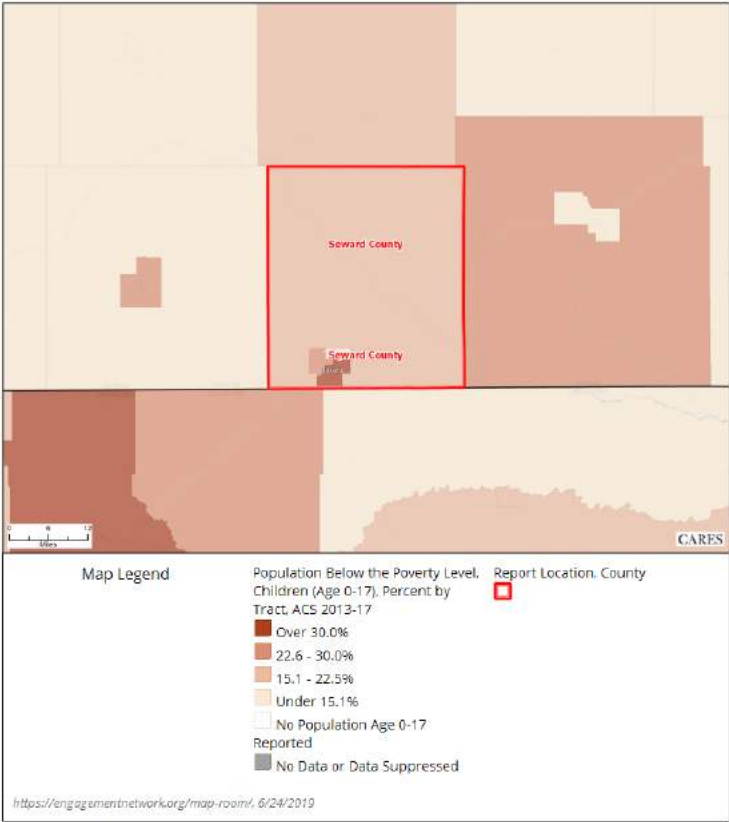 Seward County
Seward County
0 6 12
Miles
CARES
Map Legend
Population Below the Poverty Level,
Children (Age 0-17), Percent by
Tract, ACS 2013-17
Over 30.0%
22.6 - 30.0%
15.1 - 22.5%
Under 15.1%
No Population Age 0-17
Reported
No Data or Data Suppressed
Report Location, County
https://engagementnetwork.org/map-room/, 6/24/2019